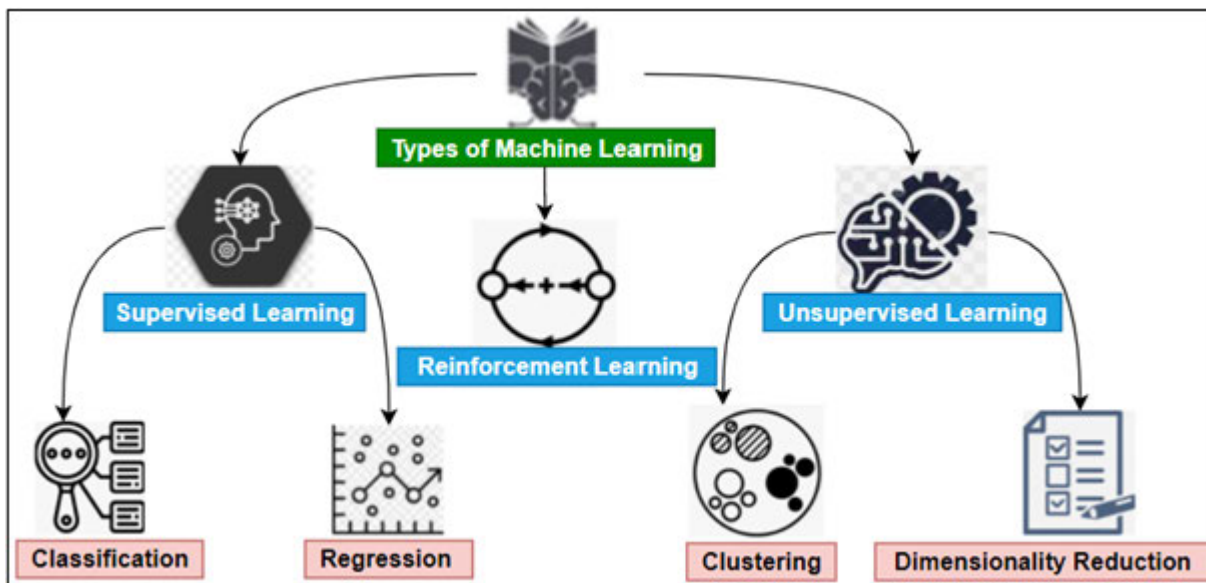 Types of Machine Learning
Supervised Learning
Unsupervised Learning
Reinforcement Learning
Classification
Regression
Clustering
Dimensionality Reduction